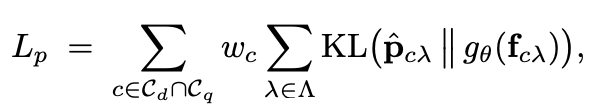 L_p = \sum_{c \in \mathcal{C}_d \cap \mathcal{C}_q} w_c \sum_{\lambda \in \Lambda} \mathrm{KL}\big(\hat{\mathbf{p}}_{c\lambda} \,\big\|\, g_\theta(\mathbf{f}_{c\lambda})\big),